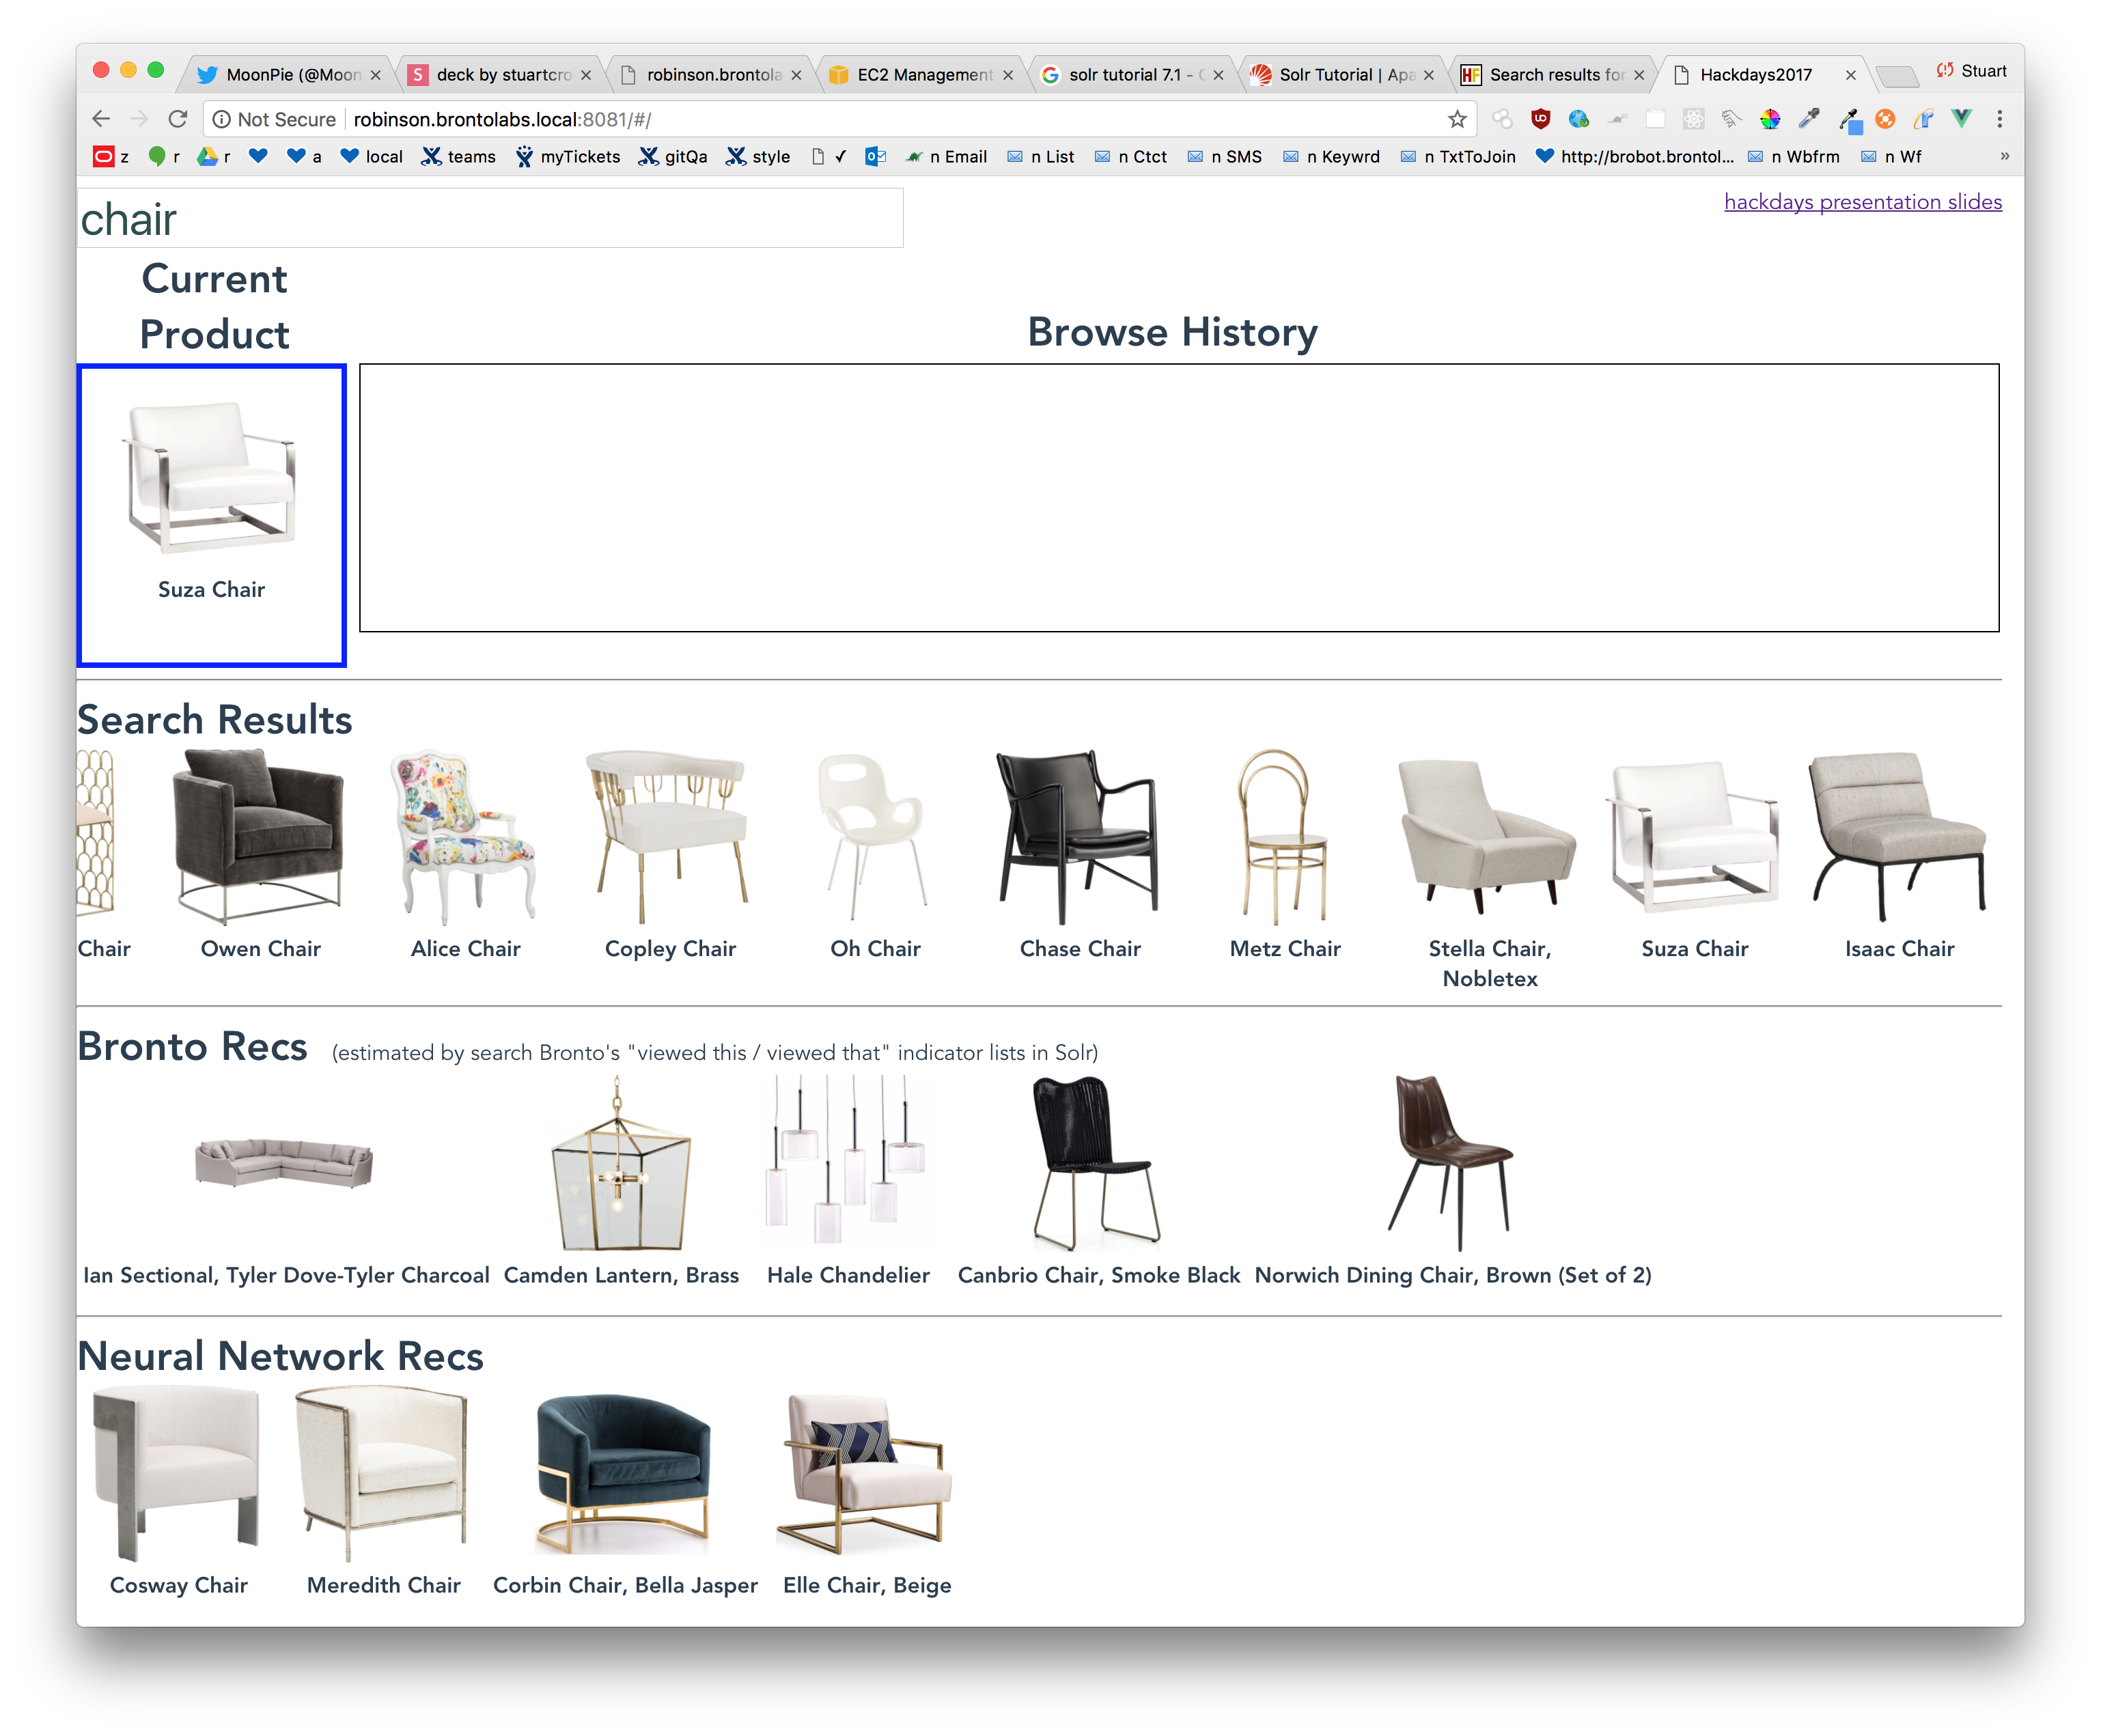 MoonPie (@Moon
deck by stuartcro
robinson.brontola
EC2 Management
solr tutorial 7.1 - G
Solr Tutorial | Apa
Search results for
Hackdays2017
Stuart
Not Secure
robinson.brontolabs.local:8081/#/
z
r
r
a
local
teams
myTickets
gitQa
style
✓
n Email
n List
n Ctct
n SMS
n Keywrd
n TxtToJoin
http://brobot.brontol...
n Wbfrm
n Wf
»
chair
hackdays presentation slides
Current
Product
Browse History
Suza Chair
Search Results
Chair
Owen Chair
Alice Chair
Copley Chair
Oh Chair
Chase Chair
Metz Chair
Stella Chair,
Nobletex
Suza Chair
Isaac Chair
Bronto Recs (estimated by search Bronto's "viewed this / viewed that" indicator lists in Solr)
Ian Sectional, Tyler Dove-Tyler Charcoal
Camden Lantern, Brass
Hale Chandelier
Canbrio Chair, Smoke Black
Norwich Dining Chair, Brown (Set of 2)
Neural Network Recs
Cosway Chair
Meredith Chair
Corbin Chair, Bella Jasper
Elle Chair, Beige